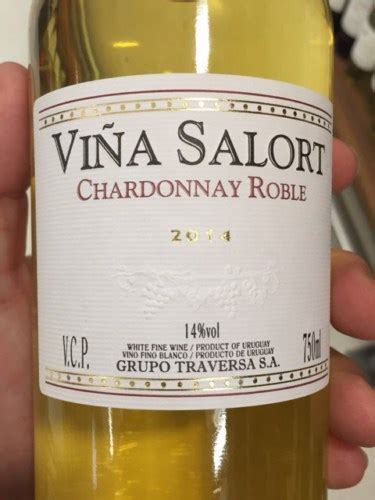 VIÑA SALORT
CHARDONNAY ROBLE
2014
14%vol
V.C.P.
WHITE FINE WINE / PRODUCT OF URUGUAY
VINO FINO BLANCO / PRODUCTO DE URUGUAY
GRUPO TRAVERSA S.A.
750ml